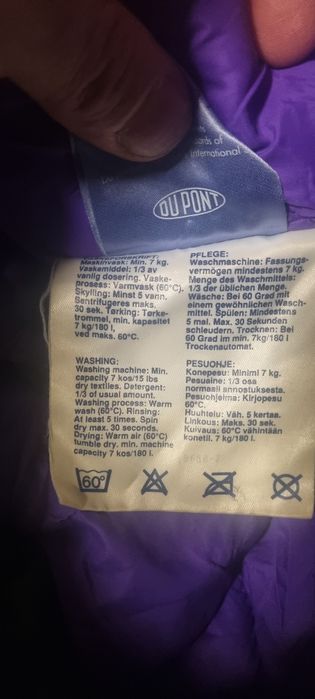 ards of
International
DU PONT
Maskinvask: Min. 7 kg.
Vaskemiddel: 1/3 av
vanlig dosering. Vaske-
prosess: Varmvask (60°C).
Skylling: Minst 5 vann.
Sentrifugeres maks.
30 sek. Tørking: Tørke-
trommel, min. kapasitet
7 kg/180 l,
ved maks. 60°C.
PFLEGE:
Waschmaschine: Fassungs-
vermögen mindestens 7 kg.
Menge des Waschmittels:
1/3 der üblichen Menge.
Wäsche: Bei 60 Grad mit
einem gewöhnlichen Wasch-
mittel. Spülen: Mindestens
5 mal. Max. 30 Sekunden
schleudern. Trocknen: Bei
60 Grad im min. 7kg/180 l
Trockenautomat.
WASHING:
Washing machine: Min.
capacity 7 kos/15 lbs
dry textiles. Detergent:
1/3 of usual amount.
Washing process: Warm
wash (60°C). Rinsing:
At least 5 times. Spin
dry max. 30 seconds.
Drying: Warm air (60°C)
tumble dry. min. machine
capacity 7 kos/180 l.
PESUOHJE:
Konepesu: Minimi 7 kg.
Pesuaine: 1/3 osa
normaali annostuksesta.
Pesuohjelma: Kirjopesu
60°C.
Huuhtelu: Väh. 5 kertaa.
Linkous: Maks. 30 sek.
Kuivaus: 60°C vähintään
konetil. 7 kg/180 l.
60°